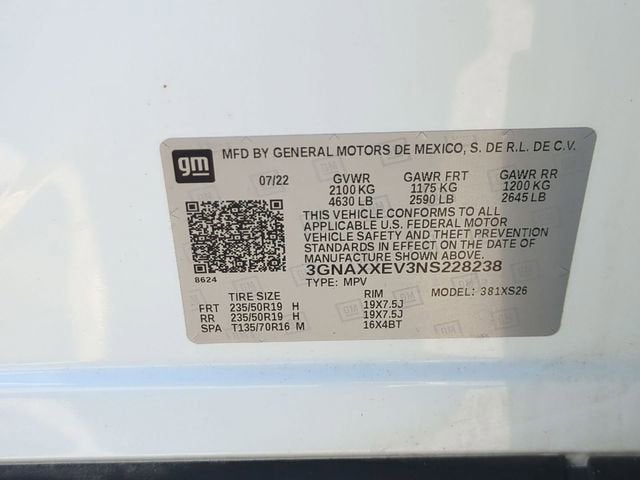 gm MFD BY GENERAL MOTORS DE MEXICO, S. DE R.L. DE C.V.
07/22 GVWR GAWR FRT GAWR RR
2100 KG 1175 KG 1200 KG
4630 LB 2590 LB 2645 LB
THIS VEHICLE CONFORMS TO ALL
APPLICABLE U.S. FEDERAL MOTOR
VEHICLE SAFETY AND THEFT PREVENTION
STANDARDS IN EFFECT ON THE DATE OF
MANUFACTURE SHOWN ABOVE.
3GNAXXEV3NS228238
8624 TYPE: MPV MODEL: 381XS26
TIRE SIZE RIM
FRT 235/50R19 H 19X7.5J
RR 235/50R19 H 19X7.5J
SPA T135/70R16 M 16X4BT